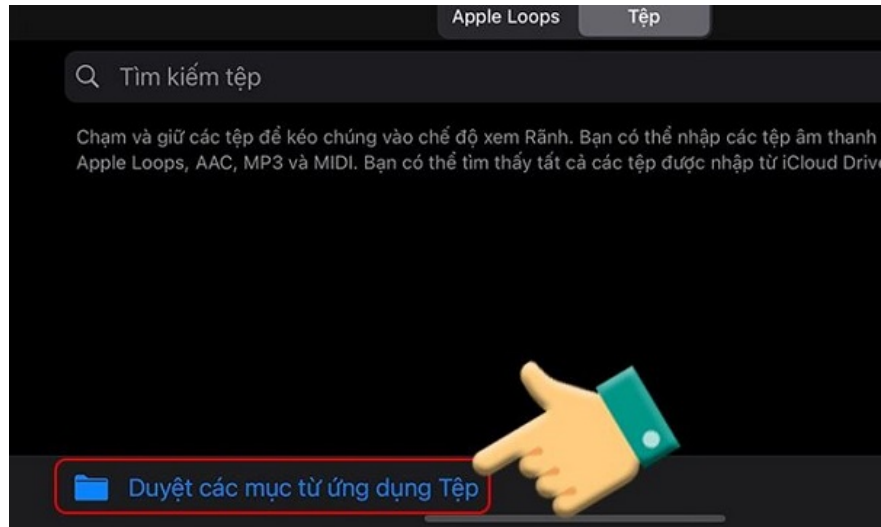 Apple Loops Tệp
Tìm kiếm tệp
Chạm và giữ các tệp để kéo chúng vào chế độ xem Rãnh. Bạn có thể nhập các tệp âm thanh
Apple Loops, AAC, MP3 và MIDI. Bạn có thể tìm thấy tất cả các tệp được nhập từ iCloud Drive
Duyệt các mục từ ứng dụng Tệp